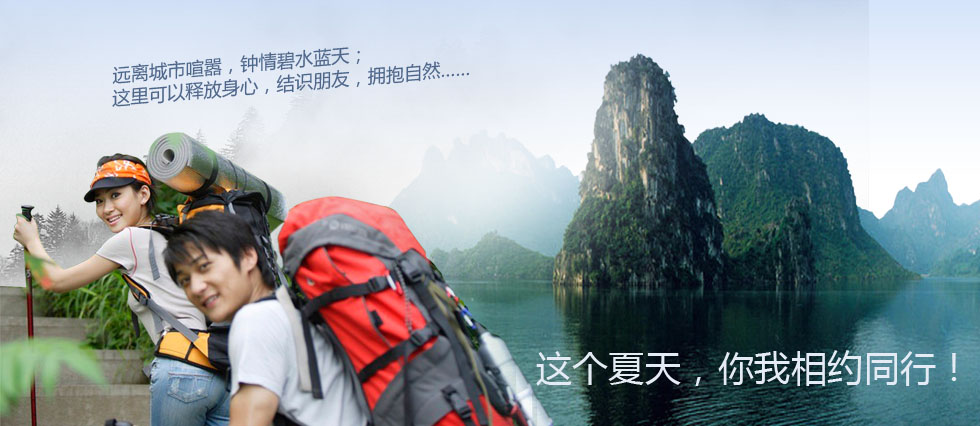 远离城市喧嚣，钟情碧水蓝天；
这里可以释放身心，结识朋友，拥抱自然……
这个夏天，你我相约同行！